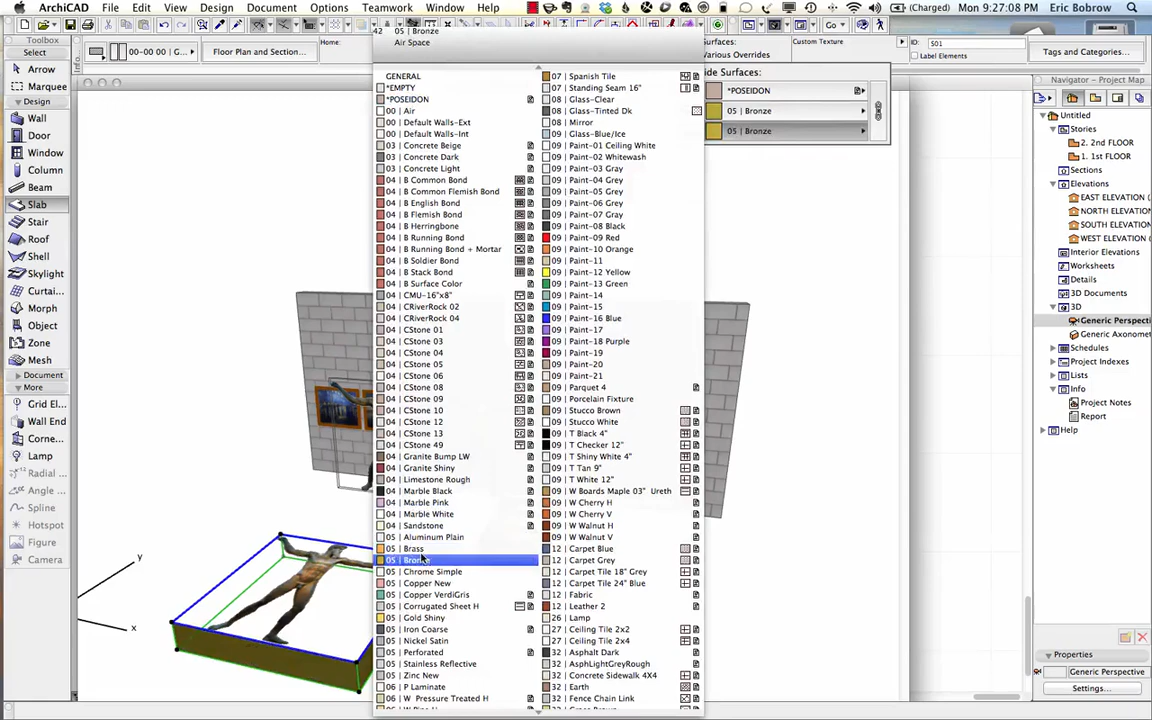 ArchiCAD File Edit View Design Document Options Teamwork Window Help
(Charged) Mon 9:27:08 PM Eric Bobrow
Toolbox
Select
Arrow
Marquee
Design
Wall
Door
Window
Column
Beam
Slab
Stair
Roof
Shell
Skylight
Curtai...
Morph
Object
Zone
Mesh
Document
More
Grid El...
Wall End
Corne...
Lamp
Radial ...
Angle ...
Spline
Hotspot
Figure
Camera
00-00 00 | G...
Floor Plan and Section...
Home:
42 05 | Bronze
Air Space
GENERAL
*EMPTY
*POSEIDON
00 | Air
00 | Default Walls-Ext
00 | Default Walls-Int
03 | Concrete Beige
03 | Concrete Dark
03 | Concrete Light
04 | B Common Bond
04 | B Common Flemish Bond
04 | B English Bond
04 | B Flemish Bond
04 | B Herringbone
04 | B Running Bond
04 | B Running Bond + Mortar
04 | B Soldier Bond
04 | B Stack Bond
04 | B Surface Color
04 | CMU-16"x8"
04 | CRiverRock 02
04 | CRiverRock 04
04 | CStone 01
04 | CStone 03
04 | CStone 04
04 | CStone 05
04 | CStone 06
04 | CStone 08
04 | CStone 09
04 | CStone 10
04 | CStone 12
04 | CStone 13
04 | CStone 49
04 | Granite Bump LW
04 | Granite Shiny
04 | Limestone Rough
04 | Marble Black
04 | Marble Pink
04 | Marble White
04 | Sandstone
05 | Aluminum Plain
05 | Brass
05 | Bronze
05 | Chrome Simple
05 | Copper New
05 | Copper VerdiGris
05 | Corrugated Sheet H
05 | Gold Shiny
05 | Iron Coarse
05 | Nickel Satin
05 | Perforated
05 | Stainless Reflective
05 | Zinc New
06 | P Laminate
06 | W Pressure Treated H
07 | Spanish Tile
07 | Standing Seam 16"
08 | Glass-Clear
08 | Glass-Tinted Dk
08 | Mirror
09 | Glass-Blue/Ice
09 | Paint-01 Ceiling White
09 | Paint-02 Whitewash
09 | Paint-03 Gray
09 | Paint-04 Grey
09 | Paint-05 Grey
09 | Paint-06 Grey
09 | Paint-07 Gray
09 | Paint-08 Black
09 | Paint-09 Red
09 | Paint-10 Orange
09 | Paint-11
09 | Paint-12 Yellow
09 | Paint-13 Green
09 | Paint-14
09 | Paint-15
09 | Paint-16 Blue
09 | Paint-17
09 | Paint-18 Purple
09 | Paint-19
09 | Paint-20
09 | Paint-21
09 | Parquet 4
09 | Porcelain Fixture
09 | Stucco Brown
09 | Stucco White
09 | T Black 4"
09 | T Checker 12"
09 | T Shiny White 4"
09 | T Tan 9"
09 | T White 12"
09 | W Boards Maple 03" Ureth
09 | W Cherry H
09 | W Cherry V
09 | W Walnut H
09 | W Walnut V
12 | Carpet Blue
12 | Carpet Grey
12 | Carpet Tile 18" Grey
12 | Carpet Tile 24" Blue
12 | Fabric
12 | Leather 2
26 | Lamp
27 | Ceiling Tile 2x2
27 | Ceiling Tile 2x4
32 | Asphalt Dark
32 | AsphLightGreyRough
32 | Concrete Sidewalk 4X4
32 | Earth
32 | Fence Chain Link
Surfaces:
Various Overrides
Custom Texture
ide Surfaces:
*POSEIDON
05 | Bronze
05 | Bronze
Go
ID:
S01
Label Elements
Tags and Categories...
Navigator - Project Map
Untitled
Stories
2. 2nd FLOOR
1. 1st FLOOR
Sections
Elevations
EAST ELEVATION
NORTH ELEVATION
SOUTH ELEVATION
WEST ELEVATION
Interior Elevations
Worksheets
Details
3D Documents
3D
Generic Perspecti
Generic Axonomet
Schedules
Project Indexes
Lists
Info
Project Notes
Report
Help
Properties
Generic Perspective
Settings...
y
x